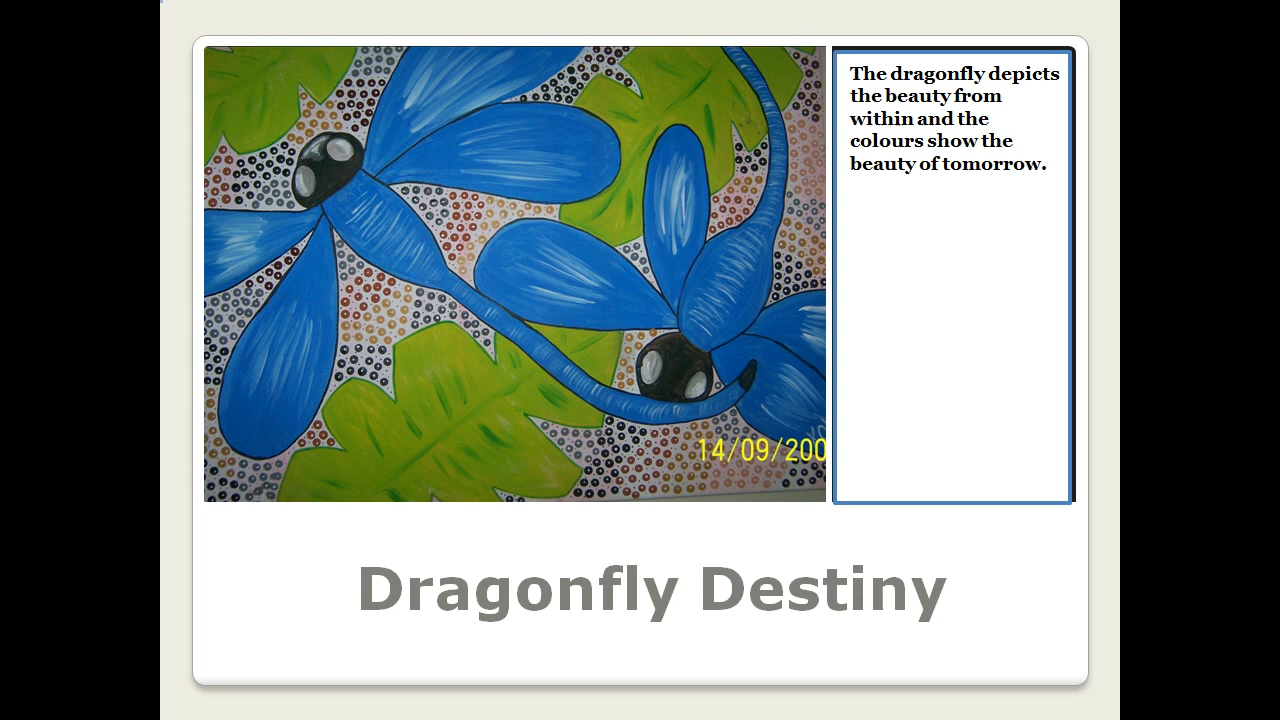 The dragonfly depicts
the beauty from
within and the
colours show the
beauty of tomorrow.
14/09/200
Dragonfly Destiny